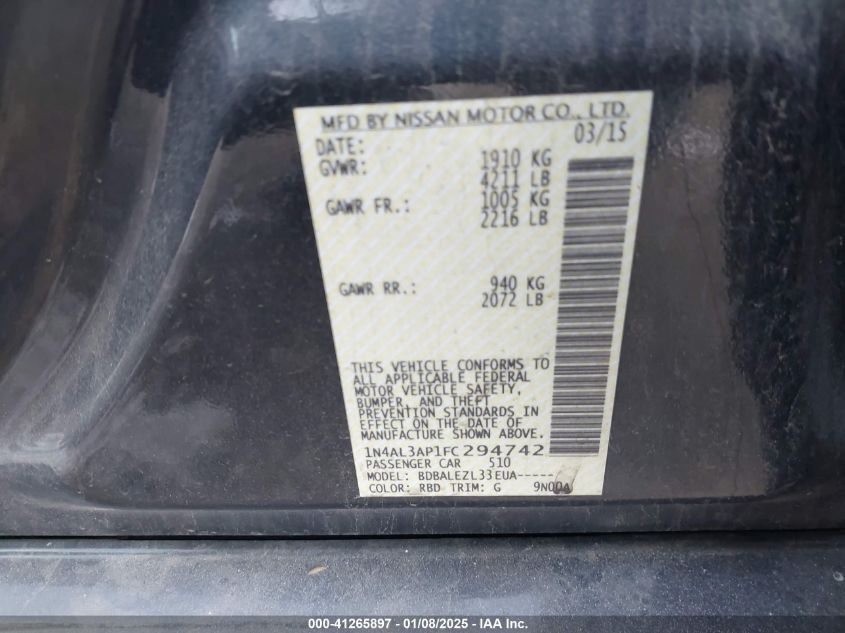 MFD BY NISSAN MOTOR CO., LTD.
DATE: 03/15
GVWR: 1910 KG
4211 LB
GAWR FR.: 1005 KG
2216 LB
GAWR RR.: 940 KG
2072 LB
THIS VEHICLE CONFORMS TO
ALL APPLICABLE FEDERAL
MOTOR VEHICLE SAFETY,
BUMPER, AND THEFT
PREVENTION STANDARDS IN
EFFECT ON THE DATE OF
MANUFACTURE SHOWN ABOVE.
1N4AL3AP1FC294742
PASSENGER CAR S10
MODEL: BDBALEZL33EUA-----
COLOR: RBD TRIM: G 9N00A
000-41265897 - 01/08/2025 - IAA Inc.